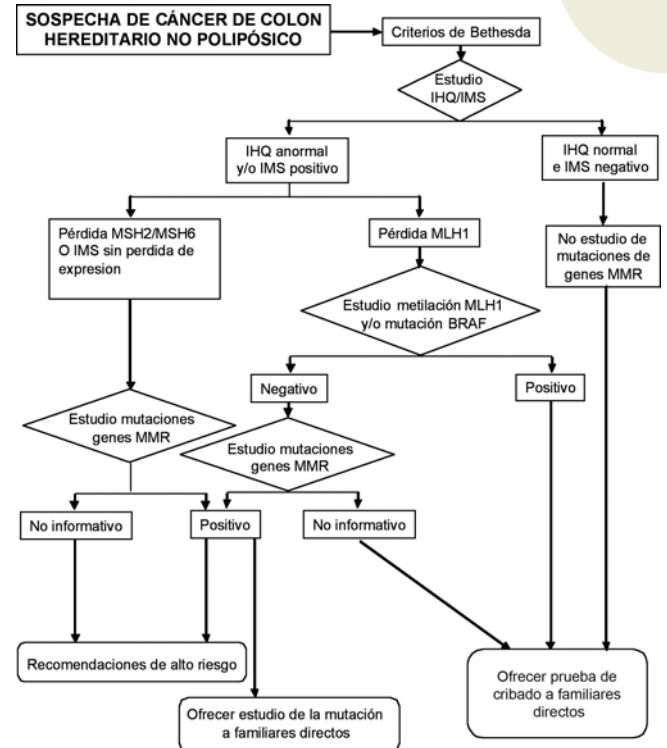 SOSPECHA DE CÁNCER DE COLON
HEREDITARIO NO POLIPÓSICO
Criterios de Bethesda
Estudio
IHQ/IMS
IHQ anormal
y/o IMS positivo
IHQ normal
e IMS negativo
Pérdida MSH2/MSH6
O IMS sin perdida de
expresion
Pérdida MLH1
No estudio de
mutaciones de
genes MMR
Estudio metilación MLH1
y/o mutación BRAF
Negativo
Positivo
Estudio mutaciones
genes MMR
Estudio mutaciones
genes MMR
No informativo
Positivo
No informativo
Recomendaciones de alto riesgo
Ofrecer prueba de
cribado a familiares
directos
Ofrecer estudio de la mutación
a familiares directos